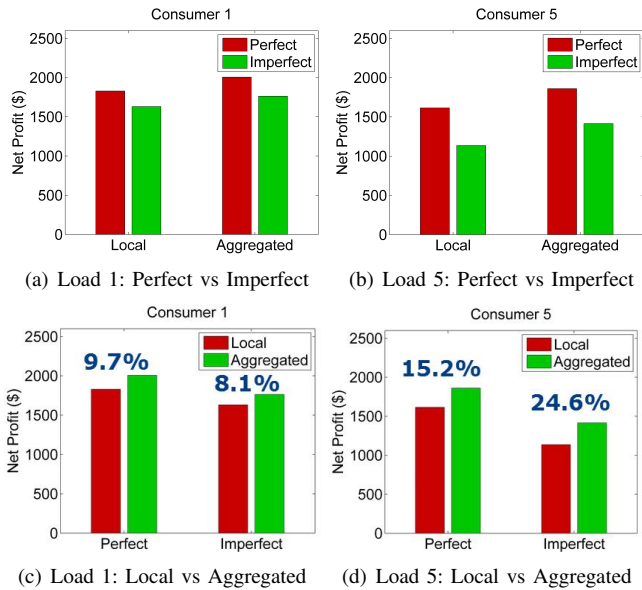 Consumer 1
Net Profit ($)
2500
2000
1500
1000
500
0
Perfect
Imperfect
Local Aggregated
(a) Load 1: Perfect vs Imperfect
Consumer 5
Net Profit ($)
2500
2000
1500
1000
500
0
Perfect
Imperfect
Local Aggregated
(b) Load 5: Perfect vs Imperfect
Consumer 1
Net Profit ($)
2500
2000
1500
1000
500
0
Local
Aggregated
9.7%
8.1%
Perfect Imperfect
(c) Load 1: Local vs Aggregated
Consumer 5
Net Profit ($)
2500
2000
1500
1000
500
0
Local
Aggregated
15.2%
24.6%
Perfect Imperfect
(d) Load 5: Local vs Aggregated